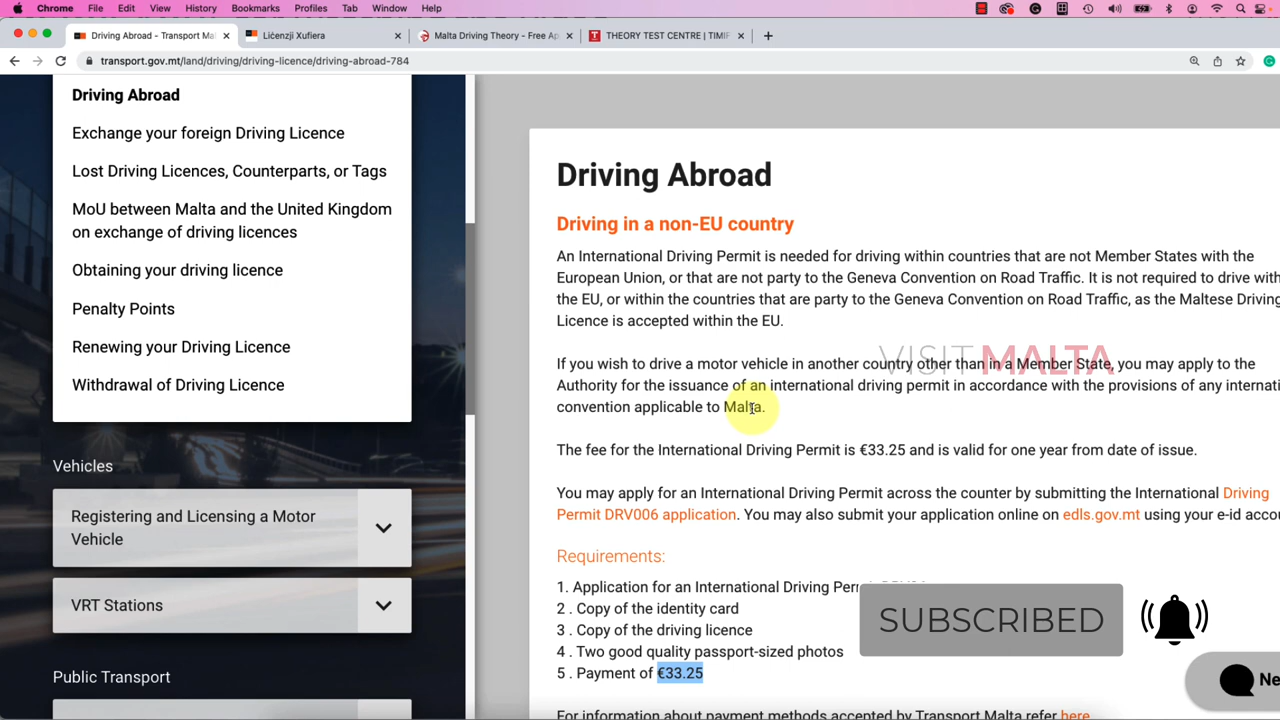 Chrome File Edit View History Bookmarks Profiles Tab Window Help
Driving Abroad - Transport Ma
Liċenzji Xufiera
Malta Driving Theory - Free Ap
THEORY TEST CENTRE | TIMIF
transport.gov.mt/land/driving/driving-licence/driving-abroad-784
Driving Abroad
Exchange your foreign Driving Licence
Lost Driving Licences, Counterparts, or Tags
MoU between Malta and the United Kingdom
on exchange of driving licences
Obtaining your driving licence
Penalty Points
Renewing your Driving Licence
Withdrawal of Driving Licence
Vehicles
Registering and Licensing a Motor
Vehicle
VRT Stations
Public Transport
Driving Abroad
Driving in a non-EU country
An International Driving Permit is needed for driving within countries that are not Member States with the
European Union, or that are not party to the Geneva Convention on Road Traffic. It is not required to drive with
the EU, or within the countries that are party to the Geneva Convention on Road Traffic, as the Maltese Driving
Licence is accepted within the EU.
VISIT MALTA
If you wish to drive a motor vehicle in another country other than in a Member State, you may apply to the
Authority for the issuance of an international driving permit in accordance with the provisions of any internati
convention applicable to Malta.
The fee for the International Driving Permit is €33.25 and is valid for one year from date of issue.
You may apply for an International Driving Permit across the counter by submitting the International Driving
Permit DRV006 application. You may also submit your application online on edls.gov.mt using your e-id acco
Requirements:
1. Application for an International Driving Per
2 . Copy of the identity card
3 . Copy of the driving licence
4 . Two good quality passport-sized photos
5 . Payment of €33.25
SUBSCRIBED
Ne
For information about payment methods accepted by Transport Malta refer here